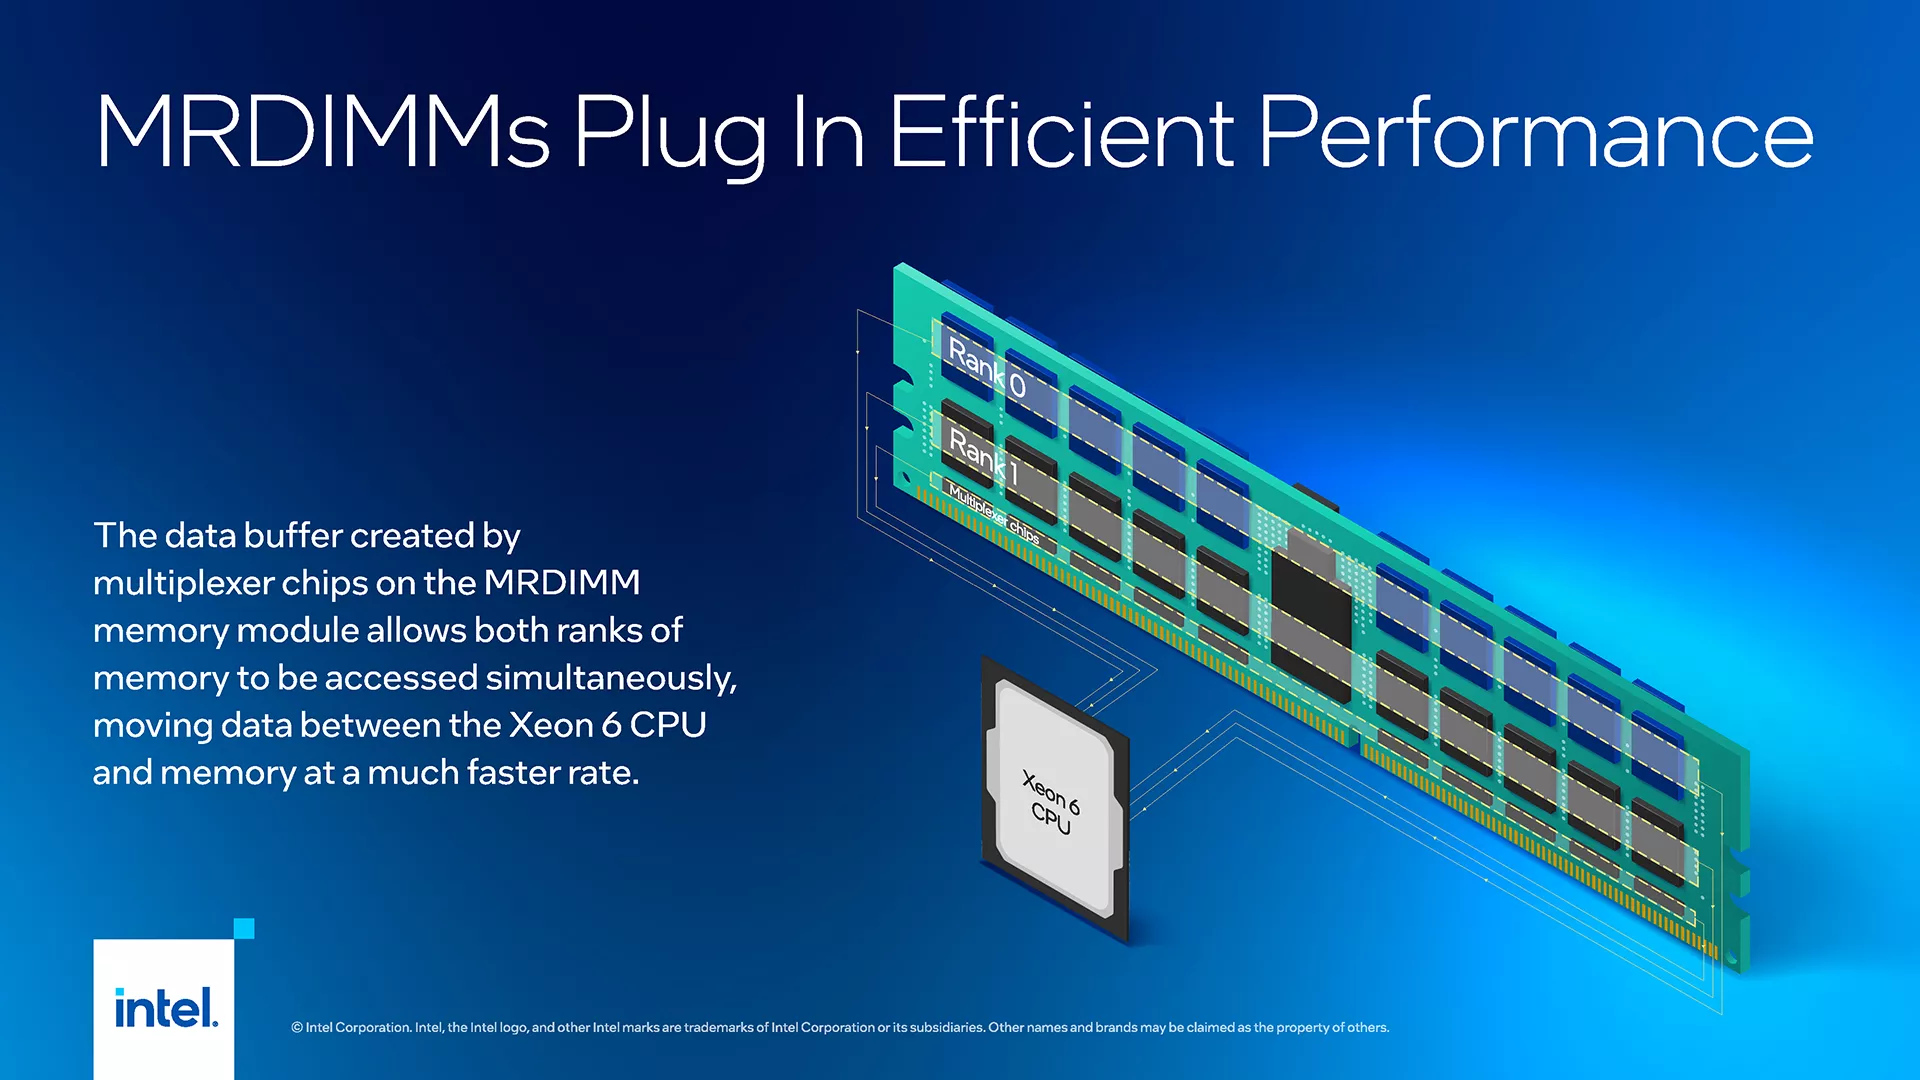 MRDIMMs Plug In Efficient Performance
Rank 0
Rank 1
Multiplexer chips
The data buffer created by
multiplexer chips on the MRDIMM
memory module allows both ranks of
memory to be accessed simultaneously,
moving data between the Xeon 6 CPU
and memory at a much faster rate.
Xeon 6
CPU
intel.
© Intel Corporation. Intel, the Intel logo, and other Intel marks are trademarks of Intel Corporation or its subsidiaries. Other names and brands may be claimed as the property of others.